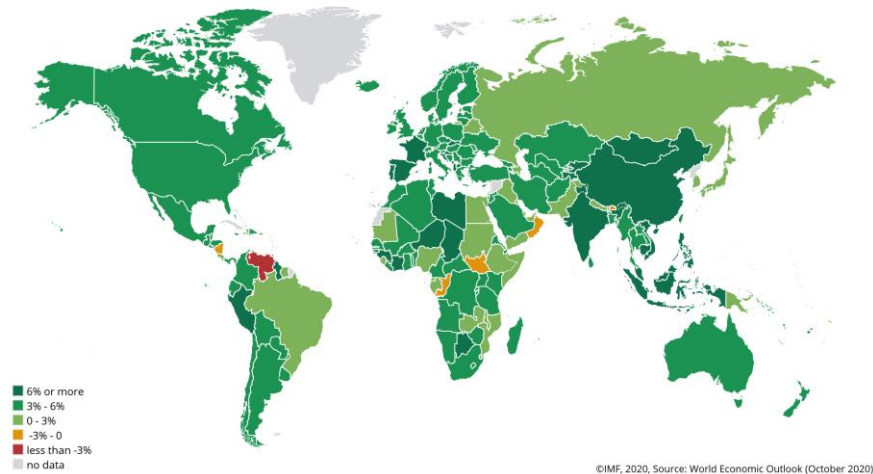 6% or more
3% - 6%
0 - 3%
-3% - 0
less than -3%
no data
©IMF, 2020, Source: World Economic Outlook (October 2020)